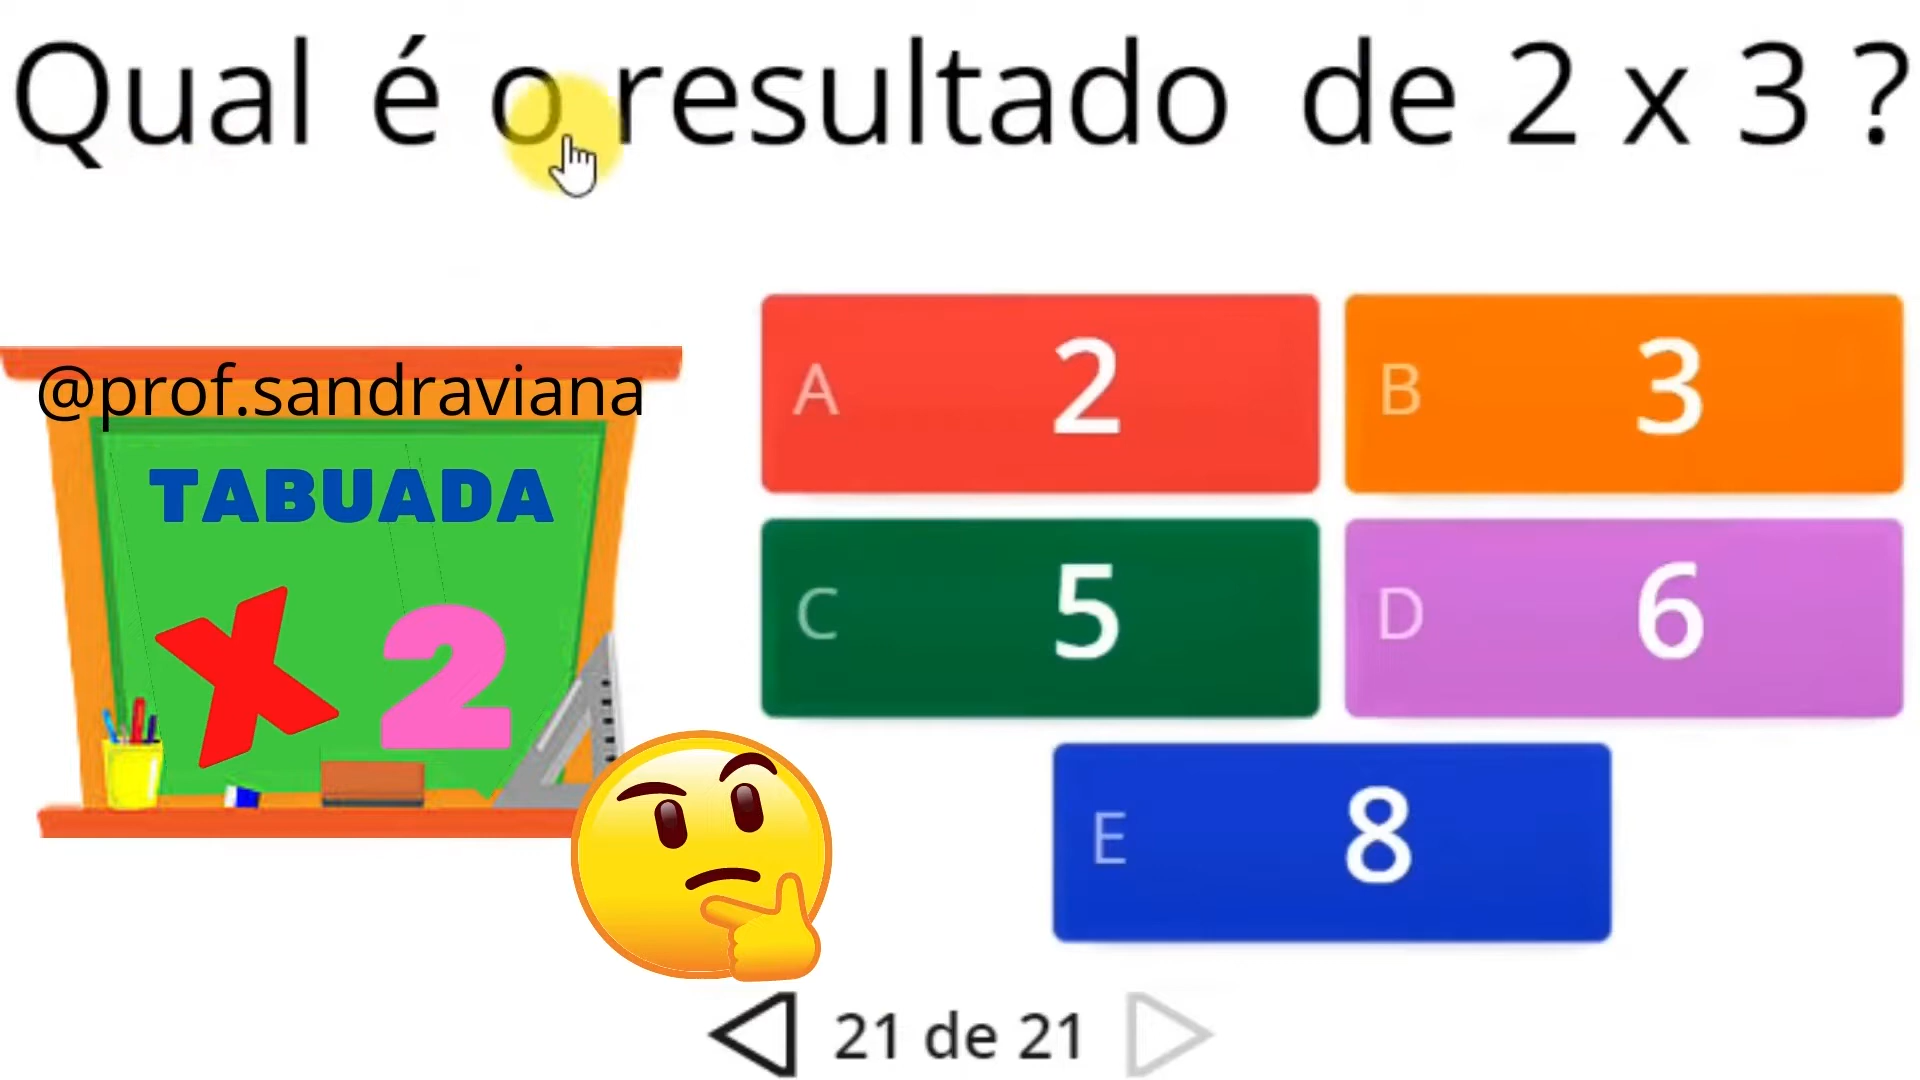 Qual é o resultado de 2 x 3 ?
@prof.sandraviana
TABUADA
X 2
A 2
B 3
C 5
D 6
E 8
21 de 21